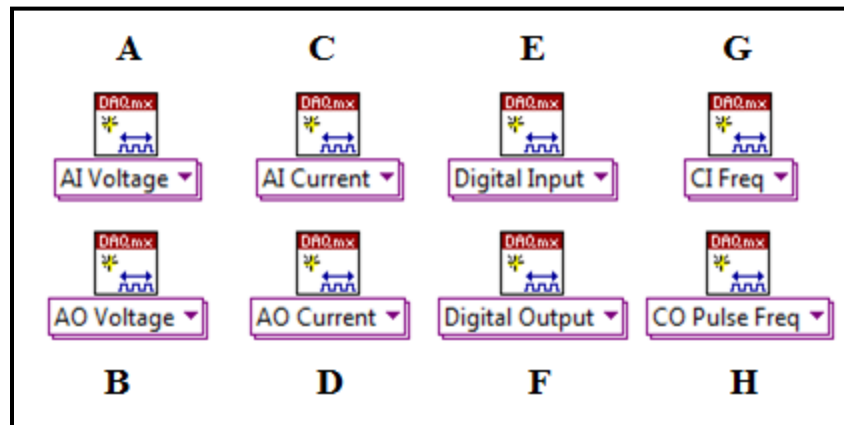 A C E G
DAQmx DAQmx DAQmx DAQmx
AI Voltage AI Current Digital Input CI Freq
DAQmx DAQmx DAQmx DAQmx
AO Voltage AO Current Digital Output CO Pulse Freq
B D F H